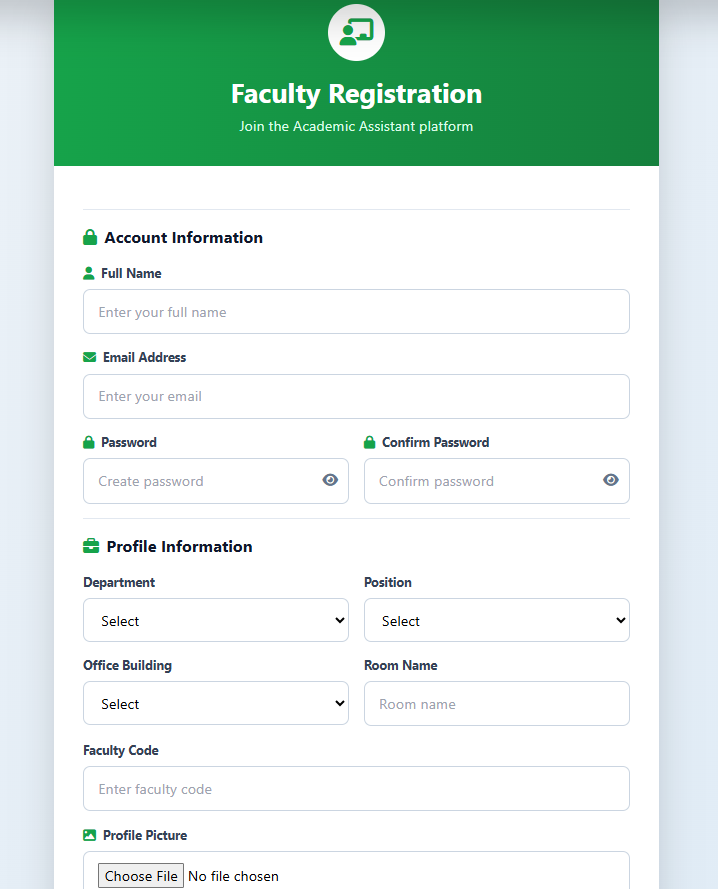 Faculty Registration
Join the Academic Assistant platform
Account Information
Full Name
Enter your full name
Email Address
Enter your email
Password Confirm Password
Create password Confirm password
Profile Information
Department Position
Select Select
Office Building Room Name
Select Room name
Faculty Code
Enter faculty code
Profile Picture
Choose File No file chosen